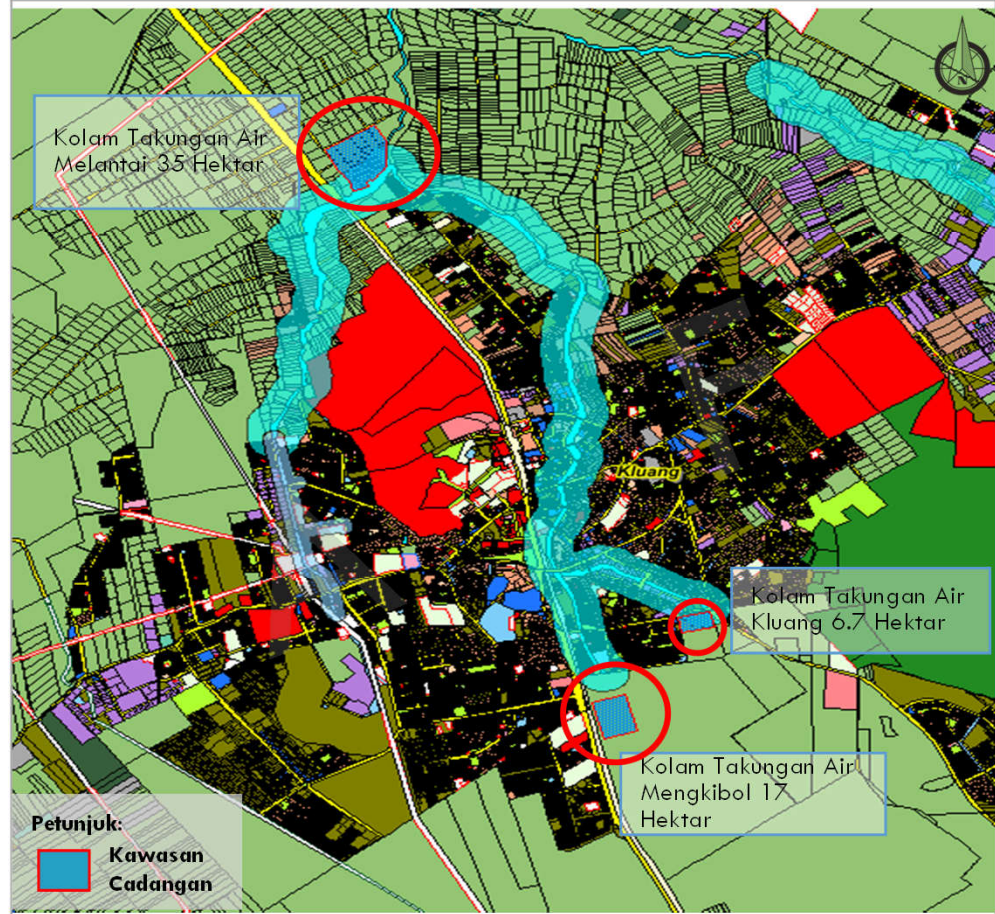 N
Kolam Takungan Air
Melantai 35 Hektar
Kluang
Kolam Takungan Air
Kluang 6.7 Hektar
Kolam Takungan Air
Mengkibol 17
Hektar
Petunjuk:
Kawasan
Cadangan